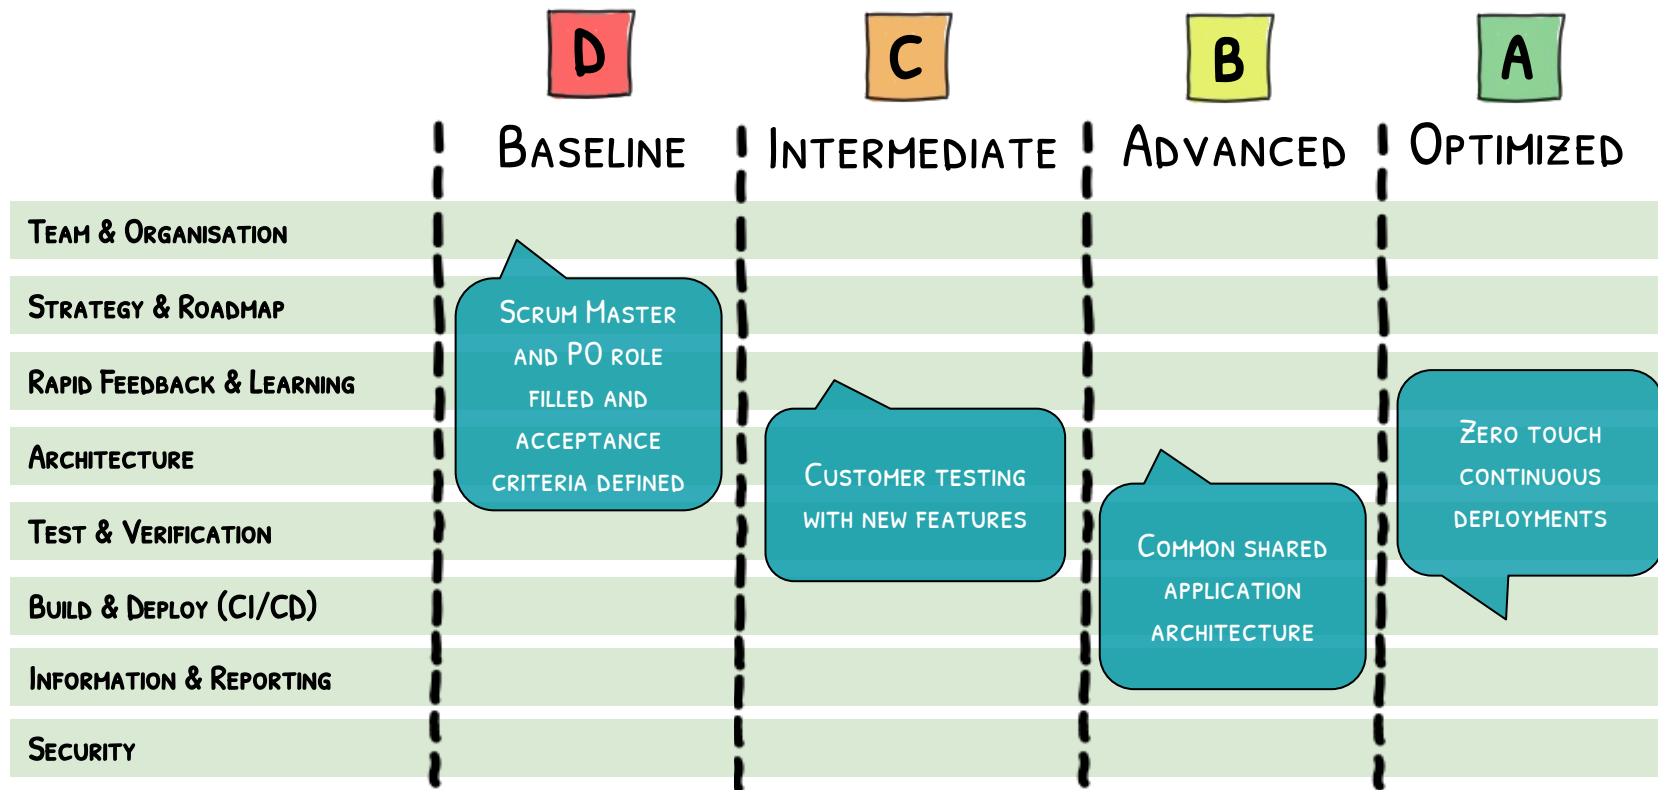 D
C
B
A
Baseline
Intermediate
Advanced
Optimized
Team & Organisation
Strategy & Roadmap
Rapid Feedback & Learning
Architecture
Test & Verification
Build & Deploy (CI/CD)
Information & Reporting
Security
Scrum Master
and PO role
filled and
acceptance
criteria defined
Customer testing
with new features
Common shared
application
architecture
Zero touch
continuous
deployments